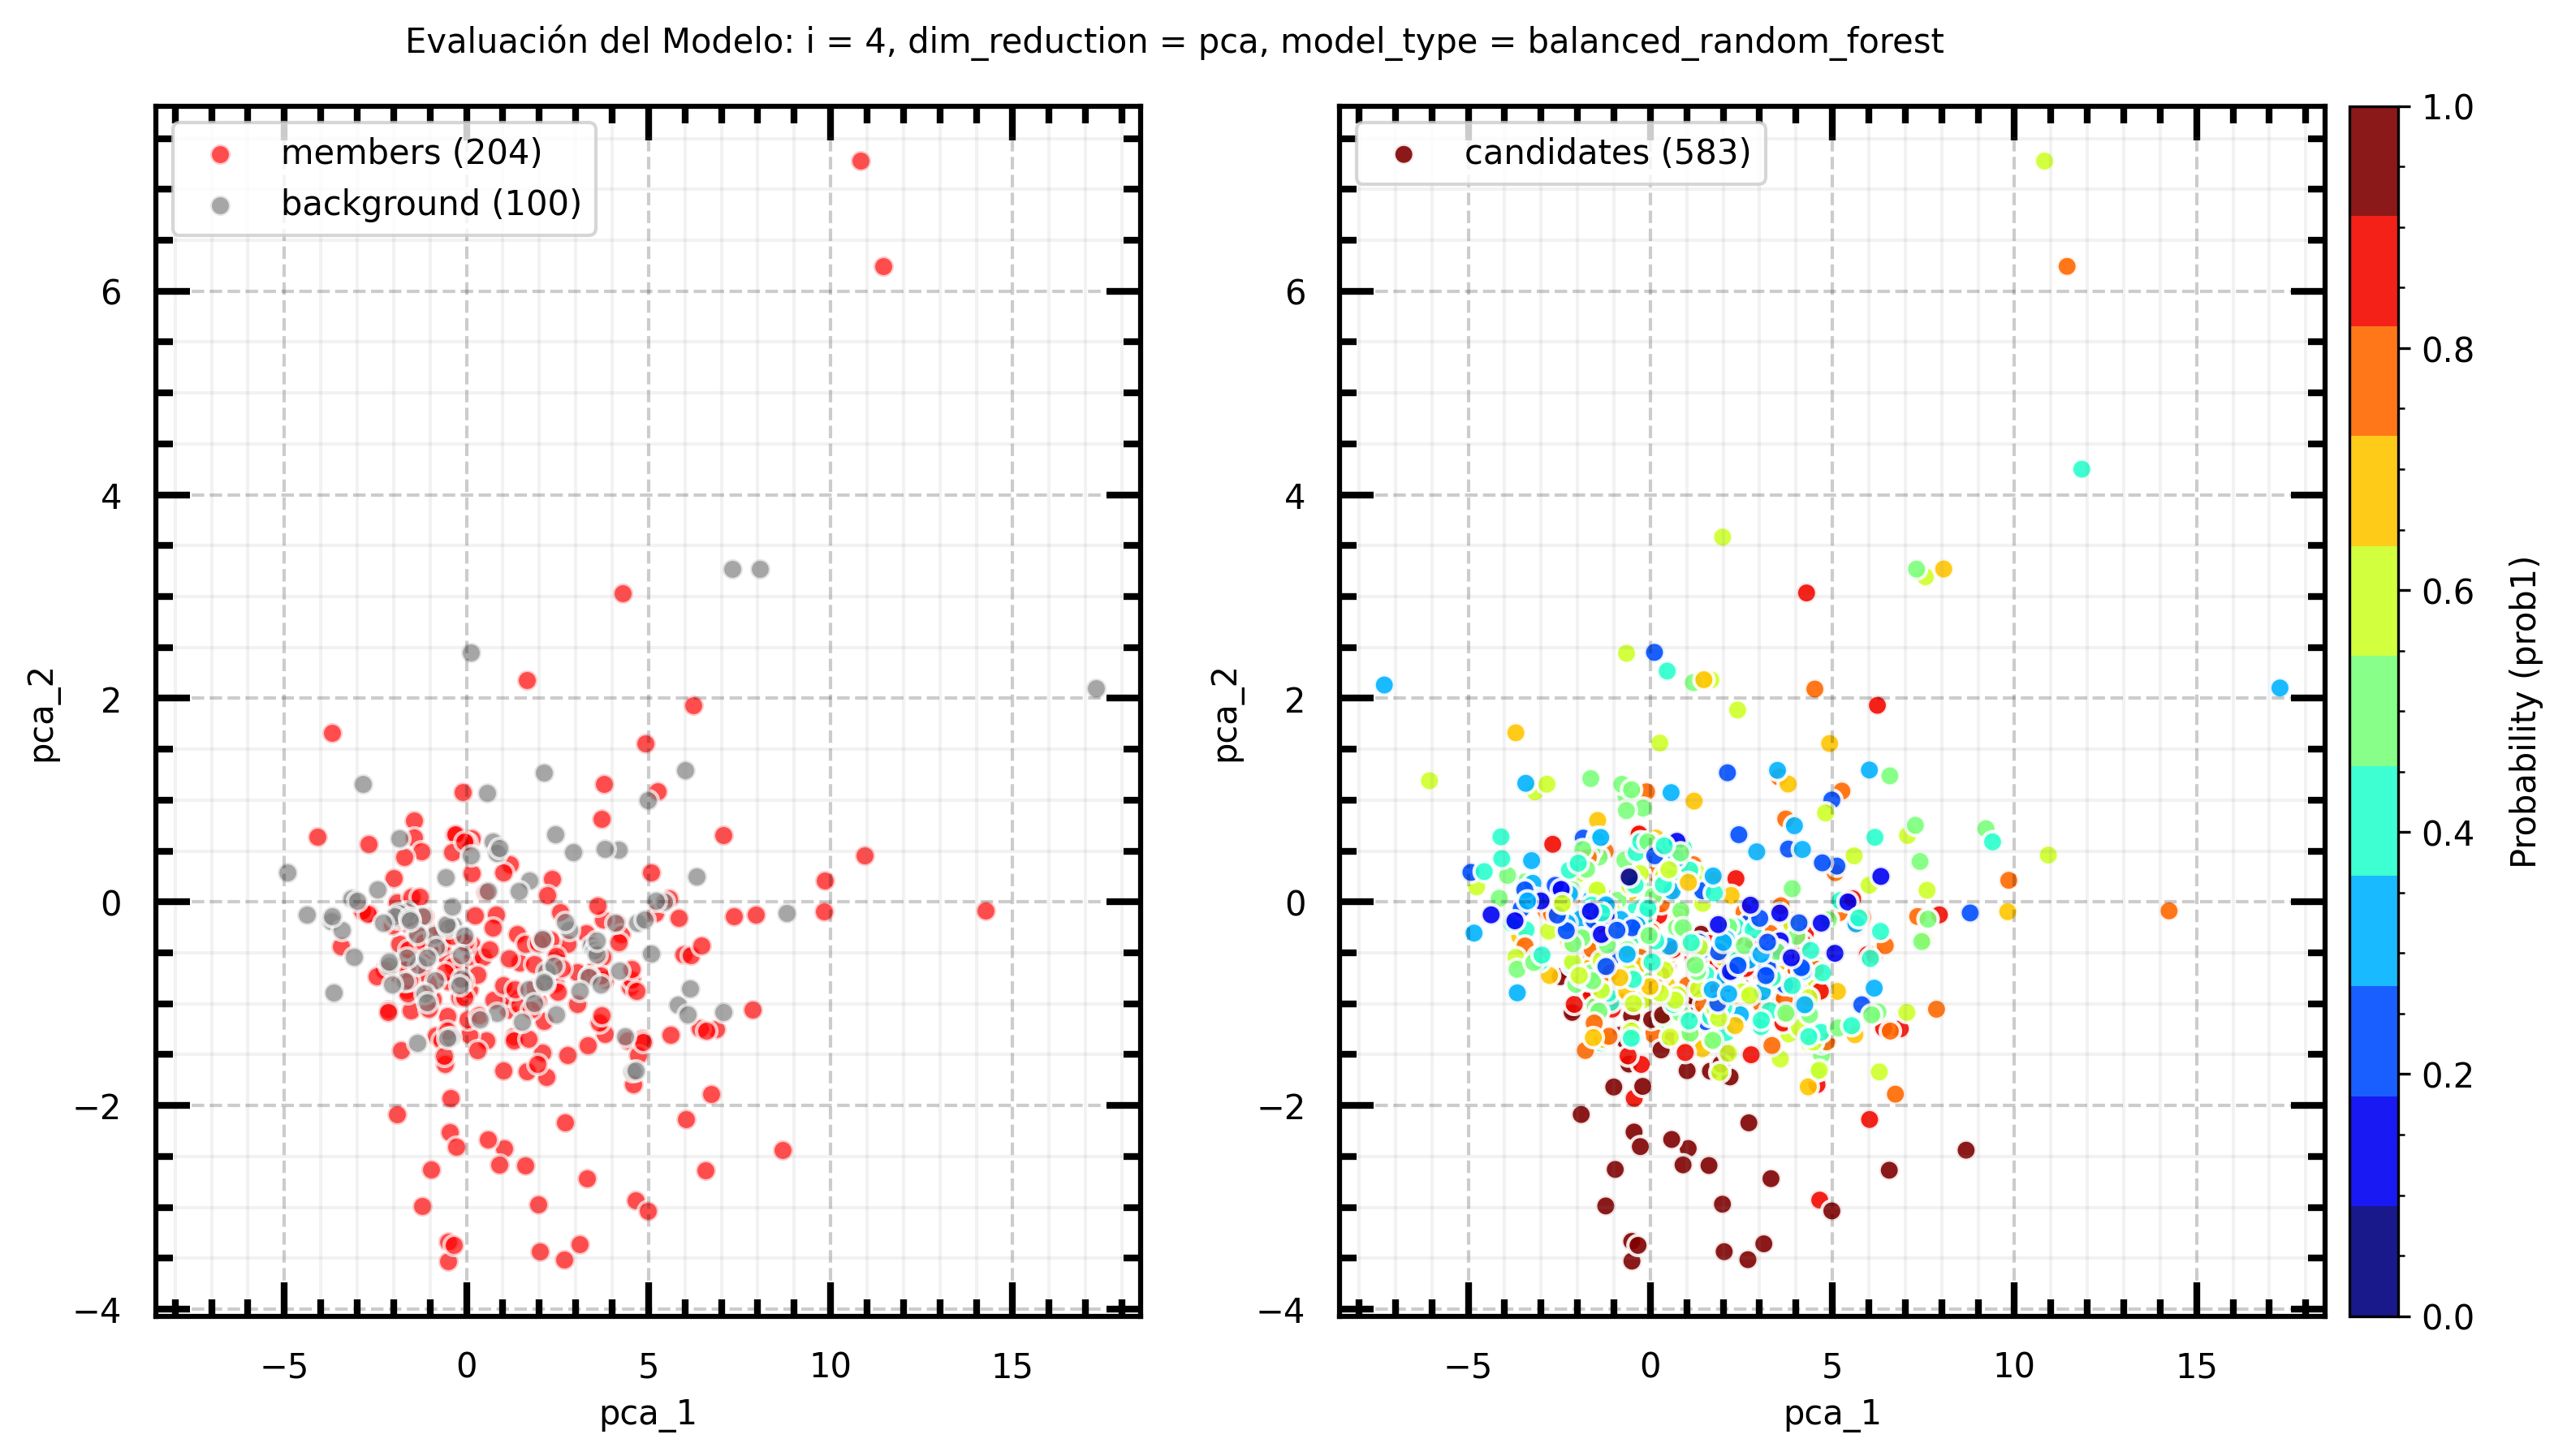 Evaluación del Modelo: i = 4, dim_reduction = pca, model_type = balanced_random_forest
members (204)
background (100)
6
4
2
0
−2
−4
pca_2
−5 0 5 10 15
pca_1
candidates (583)
6
4
2
0
−2
−4
pca_2
−5 0 5 10 15
pca_1
1.0
0.8
0.6
0.4
0.2
0.0
Probability (prob1)